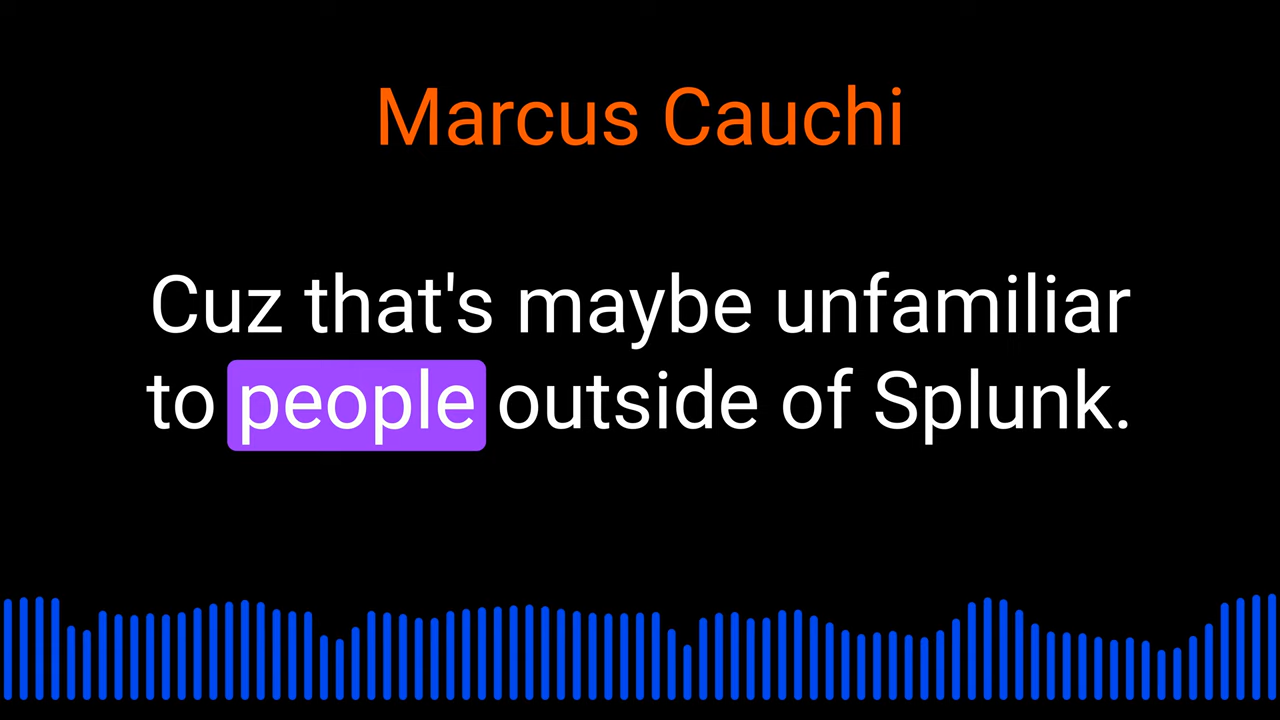 Marcus Cauchi
Cuz that's maybe unfamiliar
to people outside of Splunk.